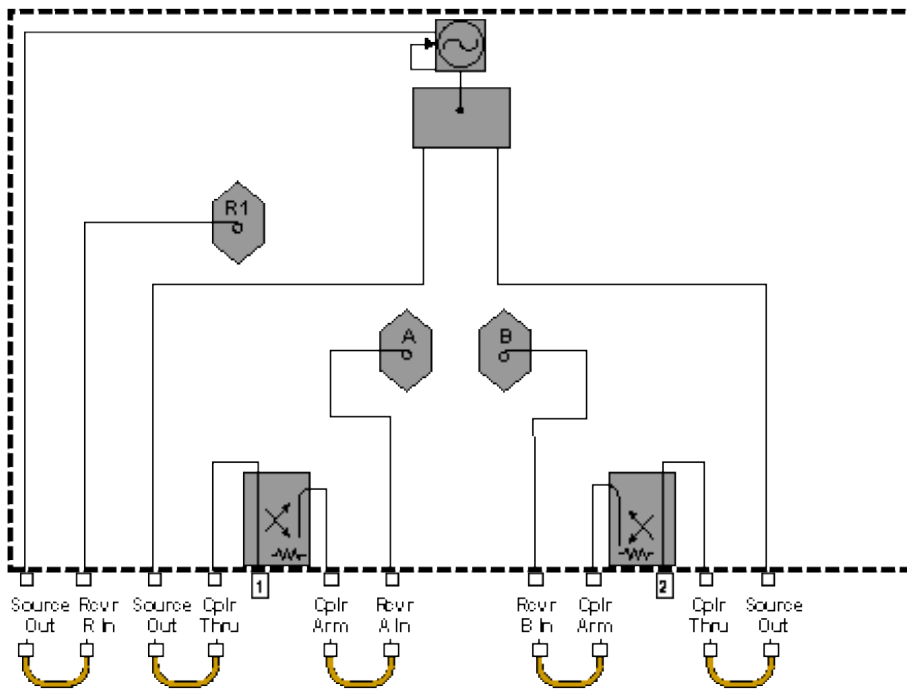 R1
A
B
1
2
Source Out
Rcvr R In
Source Out
Cplr Thru
Cplr Arm
Rcvr A In
Rcvr B In
Cplr Arm
Cplr Thru
Source Out